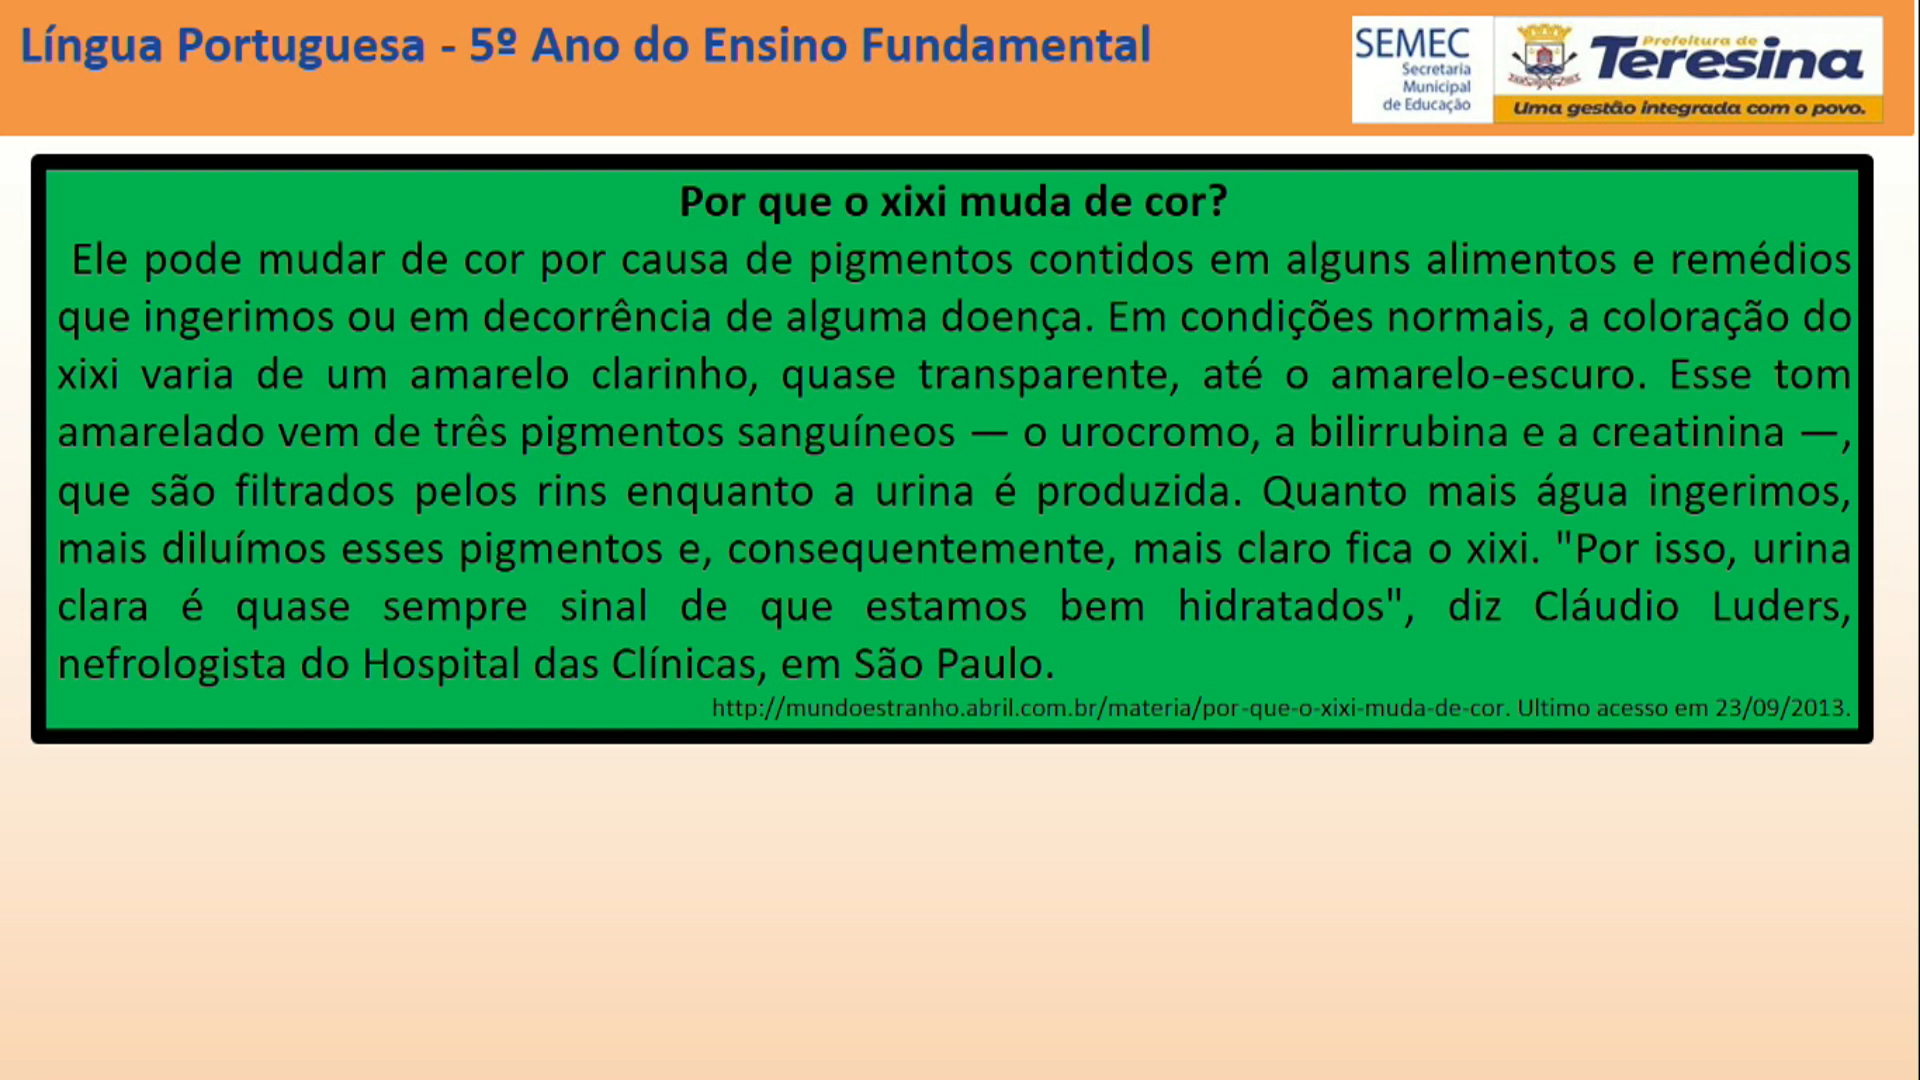 Língua Portuguesa - 5º Ano do Ensino Fundamental
SEMEC
Secretaria
Municipal
de Educação
Prefeitura de
Teresina
Uma gestão integrada com o povo.
Por que o xixi muda de cor?
Ele pode mudar de cor por causa de pigmentos contidos em alguns alimentos e remédios
que ingerimos ou em decorrência de alguma doença. Em condições normais, a coloração do
xixi varia de um amarelo clarinho, quase transparente, até o amarelo-escuro. Esse tom
amarelado vem de três pigmentos sanguíneos — o urocromo, a bilirrubina e a creatinina —,
que são filtrados pelos rins enquanto a urina é produzida. Quanto mais água ingerimos,
mais diluímos esses pigmentos e, consequentemente, mais claro fica o xixi. "Por isso, urina
clara é quase sempre sinal de que estamos bem hidratados", diz Cláudio Luders,
nefrologista do Hospital das Clínicas, em São Paulo.
http://mundoestranho.abril.com.br/materia/por-que-o-xixi-muda-de-cor. Ultimo acesso em 23/09/2013.